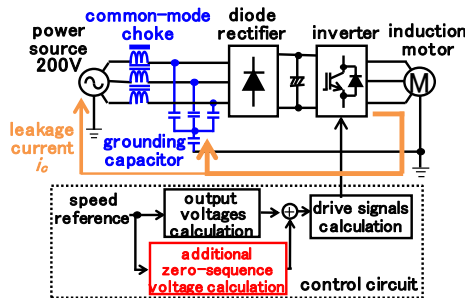 power
source
200V
common-mode
choke
diode
rectifier
inverter
induction
motor
M
leakage
current
ic
grounding
capacitor
speed
reference
output
voltages
calculation
drive signals
calculation
additional
zero-sequence
voltage calculation
control circuit